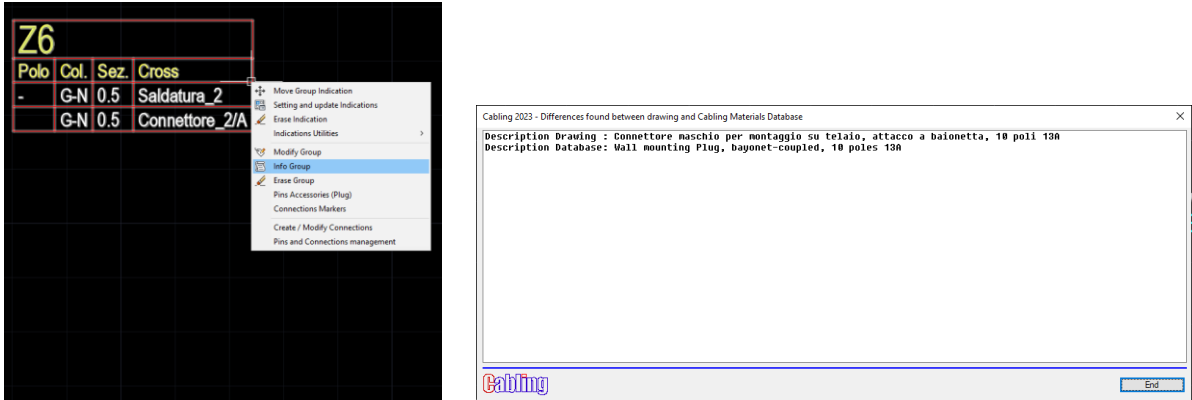 Z6
Polo Col. Sez. Cross
- G-N 0.5 Saldatura_2
G-N 0.5 Connettore_2/A
Move Group Indication
Setting and update Indications
Erase Indication
Indications Utilities
Modify Group
Info Group
Erase Group
Pins Accessories (Plug)
Connections Markers
Create / Modify Connections
Pins and Connections management
Cabling 2023 - Differences found between drawing and Cabling Materials Database
Description Drawing : Connettore maschio per montaggio su telaio, attacco a baionetta, 10 poli 13A
Description Database: Wall mounting Plug, bayonet-coupled, 10 poles 13A
Cabling
End